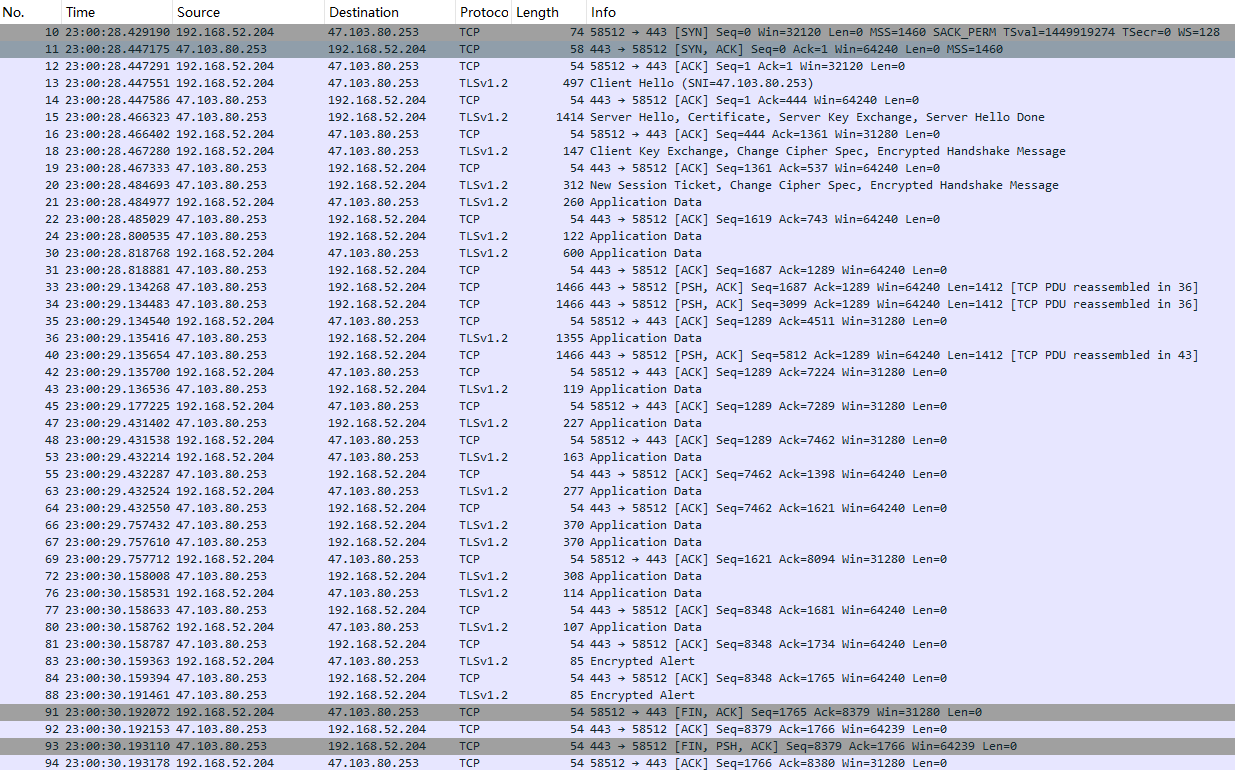 No. Time Source Destination Protoco Length Info
10 23:00:28.429190 192.168.52.204 47.103.80.253 TCP 74 58512 → 443 [SYN] Seq=0 Win=32120 Len=0 MSS=1460 SACK_PERM TSval=1449919274 TSecr=0 WS=128
11 23:00:28.447175 47.103.80.253 192.168.52.204 TCP 58 443 → 58512 [SYN, ACK] Seq=0 Ack=1 Win=64240 Len=0 MSS=1460
12 23:00:28.447291 192.168.52.204 47.103.80.253 TCP 54 58512 → 443 [ACK] Seq=1 Ack=1 Win=32120 Len=0
13 23:00:28.447551 192.168.52.204 47.103.80.253 TLSv1.2 497 Client Hello (SNI=47.103.80.253)
14 23:00:28.447586 47.103.80.253 192.168.52.204 TCP 54 443 → 58512 [ACK] Seq=1 Ack=444 Win=64240 Len=0
15 23:00:28.466323 47.103.80.253 192.168.52.204 TLSv1.2 1414 Server Hello, Certificate, Server Key Exchange, Server Hello Done
16 23:00:28.466402 192.168.52.204 47.103.80.253 TCP 54 58512 → 443 [ACK] Seq=444 Ack=1361 Win=31280 Len=0
18 23:00:28.467280 192.168.52.204 47.103.80.253 TLSv1.2 147 Client Key Exchange, Change Cipher Spec, Encrypted Handshake Message
19 23:00:28.467333 47.103.80.253 192.168.52.204 TCP 54 443 → 58512 [ACK] Seq=1361 Ack=537 Win=64240 Len=0
20 23:00:28.484693 47.103.80.253 192.168.52.204 TLSv1.2 312 New Session Ticket, Change Cipher Spec, Encrypted Handshake Message
21 23:00:28.484977 192.168.52.204 47.103.80.253 TLSv1.2 260 Application Data
22 23:00:28.485029 47.103.80.253 192.168.52.204 TCP 54 443 → 58512 [ACK] Seq=1619 Ack=743 Win=64240 Len=0
24 23:00:28.800535 47.103.80.253 192.168.52.204 TLSv1.2 122 Application Data
30 23:00:28.818768 192.168.52.204 47.103.80.253 TLSv1.2 600 Application Data
31 23:00:28.818881 47.103.80.253 192.168.52.204 TCP 54 443 → 58512 [ACK] Seq=1687 Ack=1289 Win=64240 Len=0
33 23:00:29.134268 47.103.80.253 192.168.52.204 TCP 1466 443 → 58512 [PSH, ACK] Seq=1687 Ack=1289 Win=64240 Len=1412 [TCP PDU reassembled in 36]
34 23:00:29.134483 47.103.80.253 192.168.52.204 TCP 1466 443 → 58512 [PSH, ACK] Seq=3099 Ack=1289 Win=64240 Len=1412 [TCP PDU reassembled in 36]
35 23:00:29.134540 192.168.52.204 47.103.80.253 TCP 54 58512 → 443 [ACK] Seq=1289 Ack=4511 Win=31280 Len=0
36 23:00:29.135416 47.103.80.253 192.168.52.204 TLSv1.2 1355 Application Data
40 23:00:29.135654 47.103.80.253 192.168.52.204 TCP 1466 443 → 58512 [PSH, ACK] Seq=5812 Ack=1289 Win=64240 Len=1412 [TCP PDU reassembled in 43]
42 23:00:29.135700 192.168.52.204 47.103.80.253 TCP 54 58512 → 443 [ACK] Seq=1289 Ack=7224 Win=31280 Len=0
43 23:00:29.136536 47.103.80.253 192.168.52.204 TLSv1.2 119 Application Data
45 23:00:29.177225 192.168.52.204 47.103.80.253 TCP 54 58512 → 443 [ACK] Seq=1289 Ack=7289 Win=31280 Len=0
47 23:00:29.431402 47.103.80.253 192.168.52.204 TLSv1.2 227 Application Data
48 23:00:29.431538 192.168.52.204 47.103.80.253 TCP 54 58512 → 443 [ACK] Seq=1289 Ack=7462 Win=31280 Len=0
53 23:00:29.432214 192.168.52.204 47.103.80.253 TLSv1.2 163 Application Data
55 23:00:29.432287 47.103.80.253 192.168.52.204 TCP 54 443 → 58512 [ACK] Seq=7462 Ack=1398 Win=64240 Len=0
63 23:00:29.432524 192.168.52.204 47.103.80.253 TLSv1.2 277 Application Data
64 23:00:29.432550 47.103.80.253 192.168.52.204 TCP 54 443 → 58512 [ACK] Seq=7462 Ack=1621 Win=64240 Len=0
66 23:00:29.757432 47.103.80.253 192.168.52.204 TLSv1.2 370 Application Data
67 23:00:29.757610 47.103.80.253 192.168.52.204 TLSv1.2 370 Application Data
69 23:00:29.757712 192.168.52.204 47.103.80.253 TCP 54 58512 → 443 [ACK] Seq=1621 Ack=8094 Win=31280 Len=0
72 23:00:30.158008 47.103.80.253 192.168.52.204 TLSv1.2 308 Application Data
76 23:00:30.158531 192.168.52.204 47.103.80.253 TLSv1.2 114 Application Data
77 23:00:30.158633 47.103.80.253 192.168.52.204 TCP 54 443 → 58512 [ACK] Seq=8348 Ack=1681 Win=64240 Len=0
80 23:00:30.158762 192.168.52.204 47.103.80.253 TLSv1.2 107 Application Data
81 23:00:30.158787 47.103.80.253 192.168.52.204 TCP 54 443 → 58512 [ACK] Seq=8348 Ack=1734 Win=64240 Len=0
83 23:00:30.159363 192.168.52.204 47.103.80.253 TLSv1.2 85 Encrypted Alert
84 23:00:30.159394 47.103.80.253 192.168.52.204 TCP 54 443 → 58512 [ACK] Seq=8348 Ack=1765 Win=64240 Len=0
88 23:00:30.191461 47.103.80.253 192.168.52.204 TLSv1.2 85 Encrypted Alert
91 23:00:30.192072 192.168.52.204 47.103.80.253 TCP 54 58512 → 443 [FIN, ACK] Seq=1765 Ack=8379 Win=31280 Len=0
92 23:00:30.192153 47.103.80.253 192.168.52.204 TCP 54 443 → 58512 [ACK] Seq=8379 Ack=1766 Win=64239 Len=0
93 23:00:30.193110 47.103.80.253 192.168.52.204 TCP 54 443 → 58512 [FIN, PSH, ACK] Seq=8379 Ack=1766 Win=64239 Len=0
94 23:00:30.193178 192.168.52.204 47.103.80.253 TCP 54 58512 → 443 [ACK] Seq=1766 Ack=8380 Win=31280 Len=0